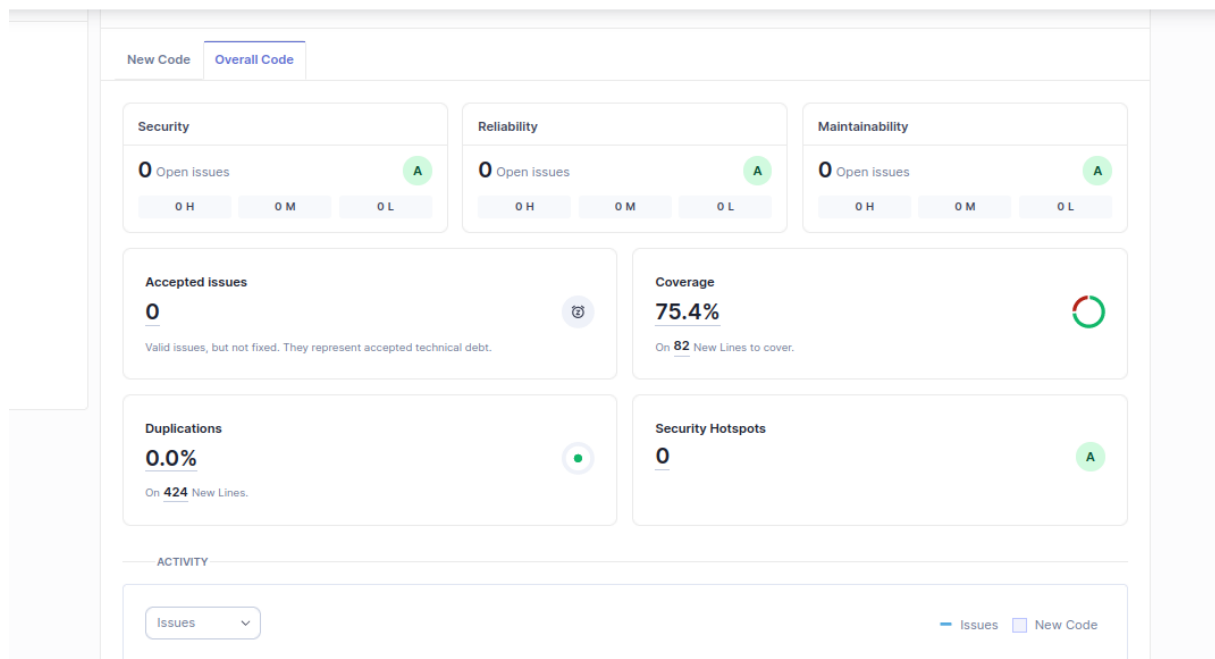 New Code Overall Code
Security Reliability Maintainability
0 Open issues A 0 Open issues A 0 Open issues A
0 H 0 M 0 L 0 H 0 M 0 L 0 H 0 M 0 L
Accepted issues
0
Valid issues, but not fixed. They represent accepted technical debt.
Coverage
75.4%
On 82 New Lines to cover.
Duplications
0.0%
On 424 New Lines.
Security Hotspots
0 A
ACTIVITY
Issues Issues New Code